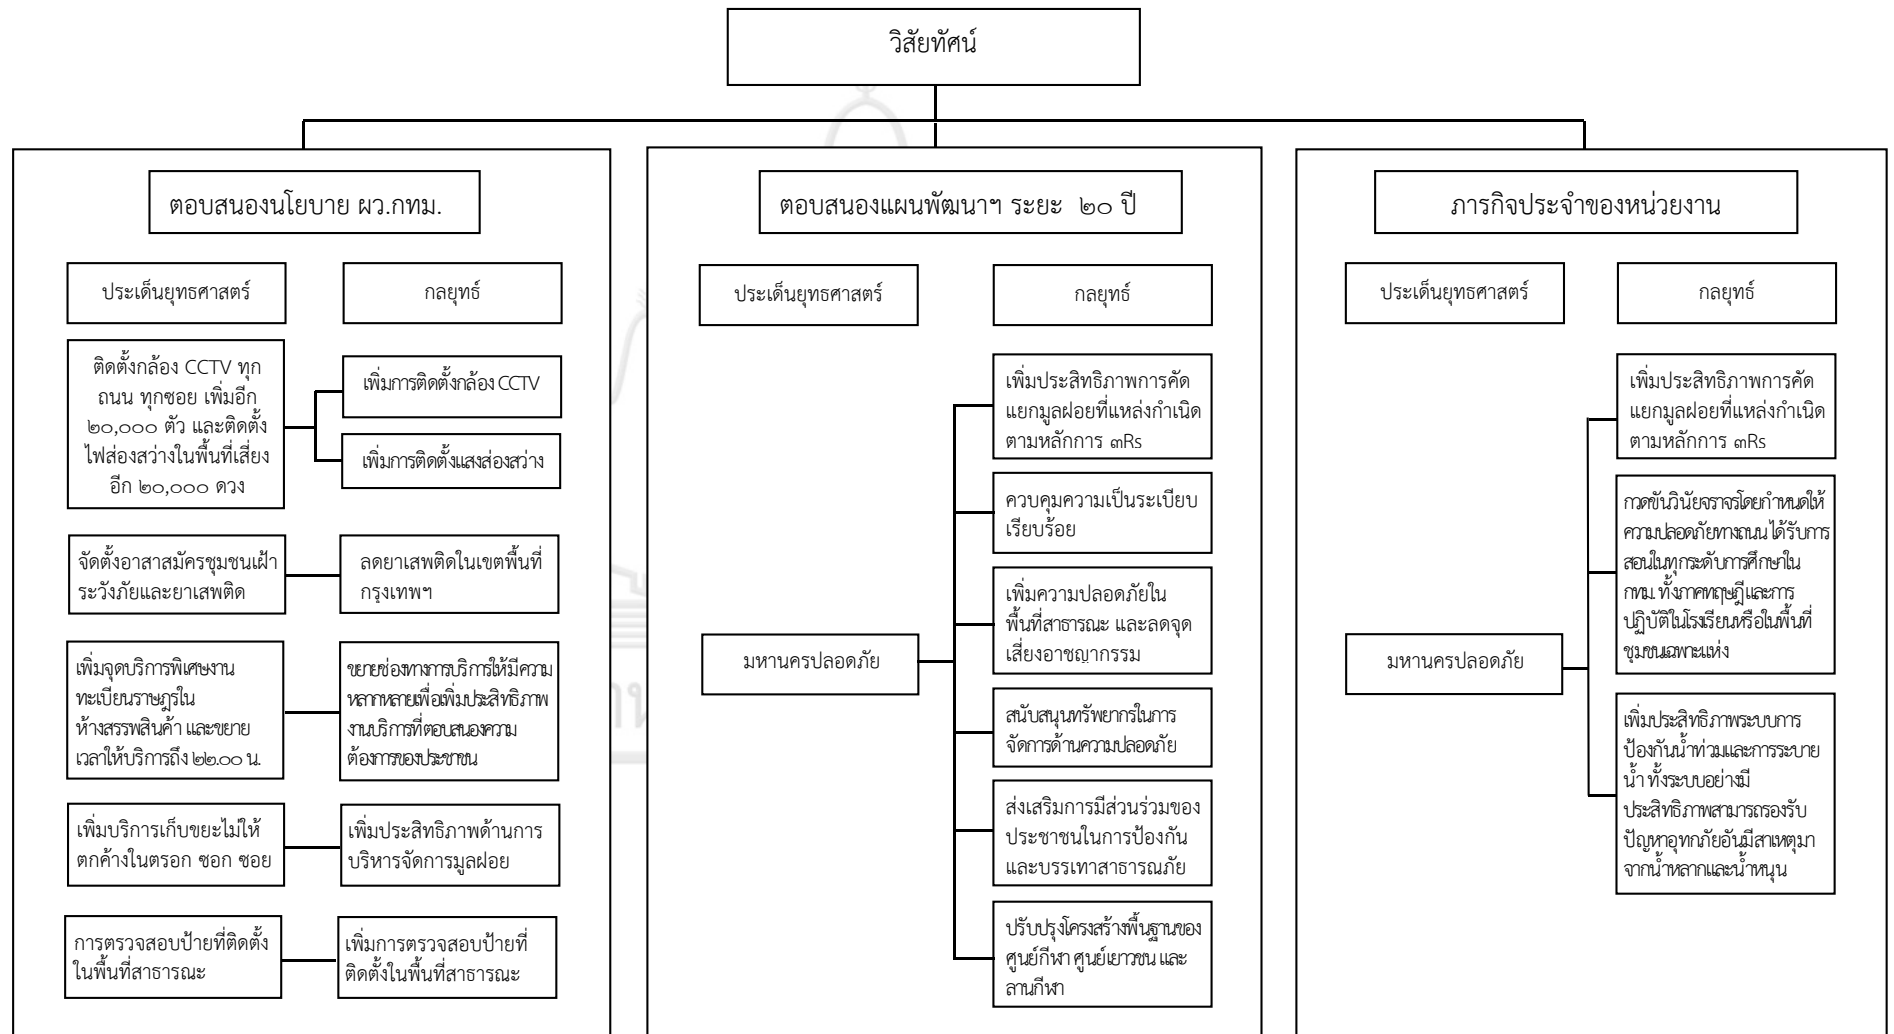 วิสัยทัศน์
ตอบสนองนโยบาย ผว.กทม.
ประเด็นยุทธศาสตร์
กลยุทธ์
ติดตั้งกล้อง CCTV ทุก
ถนน ทุกซอย เพิ่มอีก
๒๐,๐๐๐ ตัว และติดตั้ง
ไฟส่องสว่างในพื้นที่เสี่ยง
อีก ๒๐,๐๐๐ ดวง
เพิ่มการติดตั้งกล้อง CCTV
เพิ่มการติดตั้งแสงส่องสว่าง
จัดตั้งอาสาสมัครชุมชนเฝ้า
ระวังภัยและยาเสพติด
ลดยาเสพติดในเขตพื้นที่
กรุงเทพฯ
เพิ่มจุดบริการพิเศษงาน
ทะเบียนราษฎรใน
ห้างสรรพสินค้า และขยาย
เวลาให้บริการถึง ๒๒.๐๐ น.
ขยายช่องทางการบริการให้มีความ
หลากหลายเพื่อเพิ่มประสิทธิภาพ
งานบริการที่ตอบสนองความ
ต้องการของประชาชน
เพิ่มบริการเก็บขยะไม่ให้
ตกค้างในตรอก ซอก ซอย
เพิ่มประสิทธิภาพด้านการ
บริหารจัดการมูลฝอย
การตรวจสอบป้ายที่ติดตั้ง
ในพื้นที่สาธารณะ
เพิ่มการตรวจสอบป้ายที่
ติดตั้งในพื้นที่สาธารณะ
ตอบสนองแผนพัฒนาฯ ระยะ ๒๐ ปี
ประเด็นยุทธศาสตร์
กลยุทธ์
มหานครปลอดภัย
เพิ่มประสิทธิภาพการคัด
แยกมูลฝอยที่แหล่งกำเนิด
ตามหลักการ ๓Rs
ควบคุมความเป็นระเบียบ
เรียบร้อย
เพิ่มความปลอดภัยใน
พื้นที่สาธารณะ และลดจุด
เสี่ยงอาชญากรรม
สนับสนุนทรัพยากรในการ
จัดการด้านความปลอดภัย
ส่งเสริมการมีส่วนร่วมของ
ประชาชนในการป้องกัน
และบรรเทาสาธารณภัย
ปรับปรุงโครงสร้างพื้นฐานของ
ศูนย์กีฬา ศูนย์เยาวชน และ
ลานกีฬา
ภารกิจประจำของหน่วยงาน
ประเด็นยุทธศาสตร์
กลยุทธ์
มหานครปลอดภัย
เพิ่มประสิทธิภาพการคัด
แยกมูลฝอยที่แหล่งกำเนิด
ตามหลักการ ๓Rs
กวดขันวินัยจราจรโดยกำหนดให้
ความปลอดภัยทางถนน ได้รับการ
สอนในทุกระดับการศึกษาใน
กทม. ทั้งภาคทฤษฎีและการ
ปฏิบัติในโรงเรียนหรือในพื้นที่
ชุมชนเฉพาะแห่ง
เพิ่มประสิทธิภาพระบบการ
ป้องกันน้ำท่วมและการระบาย
น้ำ ทั้งระบบอย่างมี
ประสิทธิภาพสามารถรองรับ
ปัญหาอุทกภัยอันมีสาเหตุมา
จากน้ำหลากและน้ำหนุน